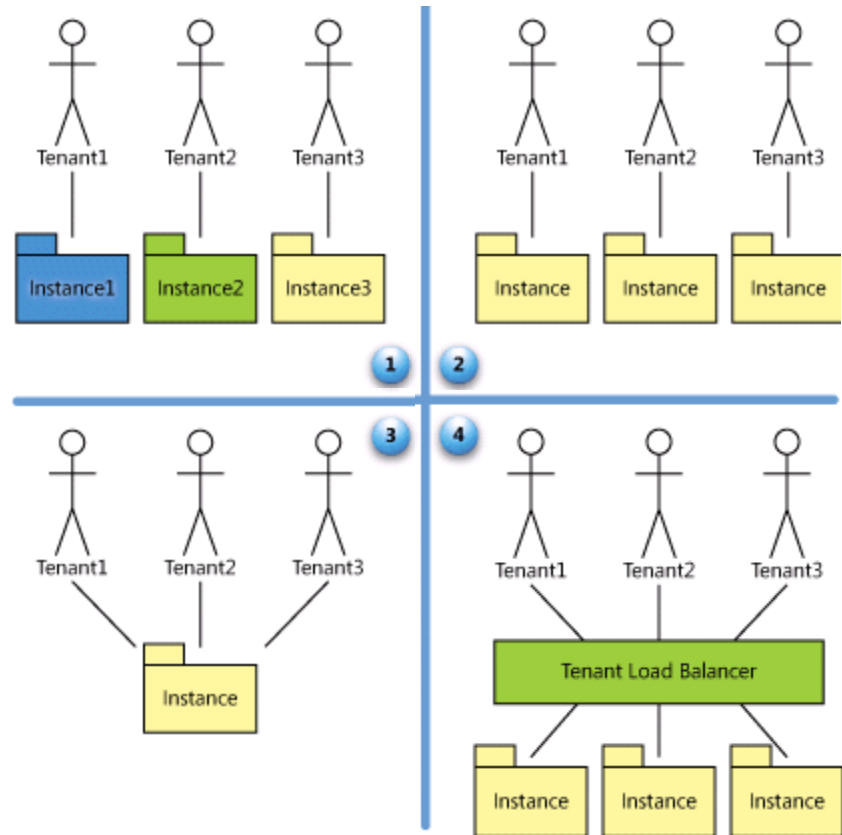 Tenant1 Tenant2 Tenant3
Instance1 Instance2 Instance3
1
Tenant1 Tenant2 Tenant3
Instance Instance Instance
2
3
Tenant1 Tenant2 Tenant3
Instance
4
Tenant1 Tenant2 Tenant3
Tenant Load Balancer
Instance Instance Instance